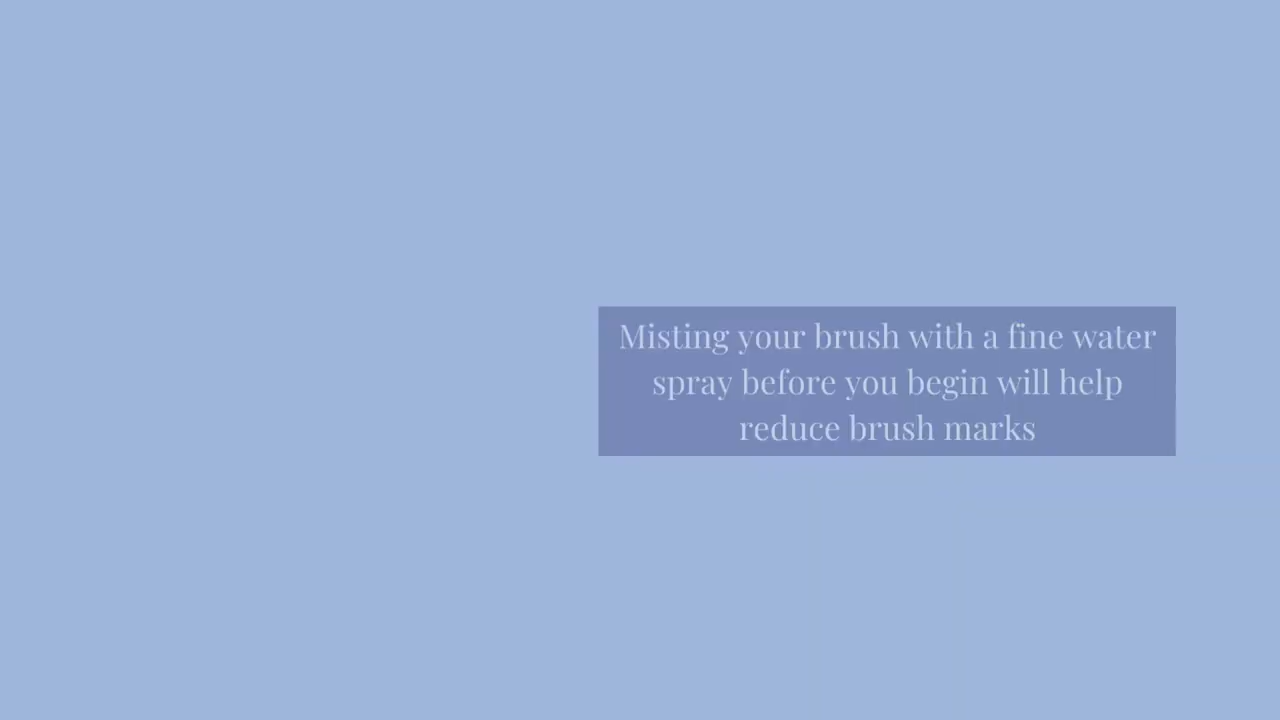 Misting your brush with a fine water
spray before you begin will help
reduce brush marks